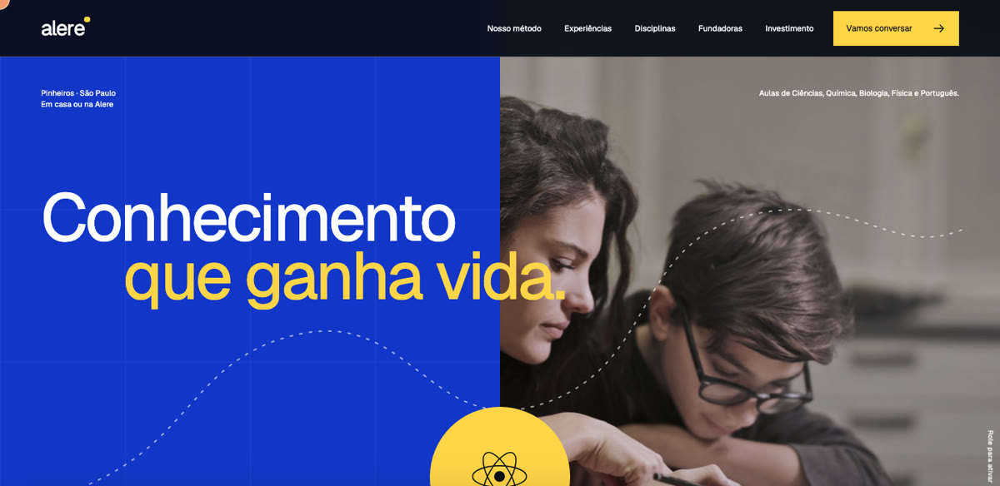 alere
Nosso método
Experiências
Disciplinas
Fundadoras
Investimento
Vamos conversar
Pinheiros · São Paulo
Em casa ou na Alere
Aulas de Ciências, Química, Biologia, Física e Português.
Conhecimento
que ganha vida.
Role para ativar